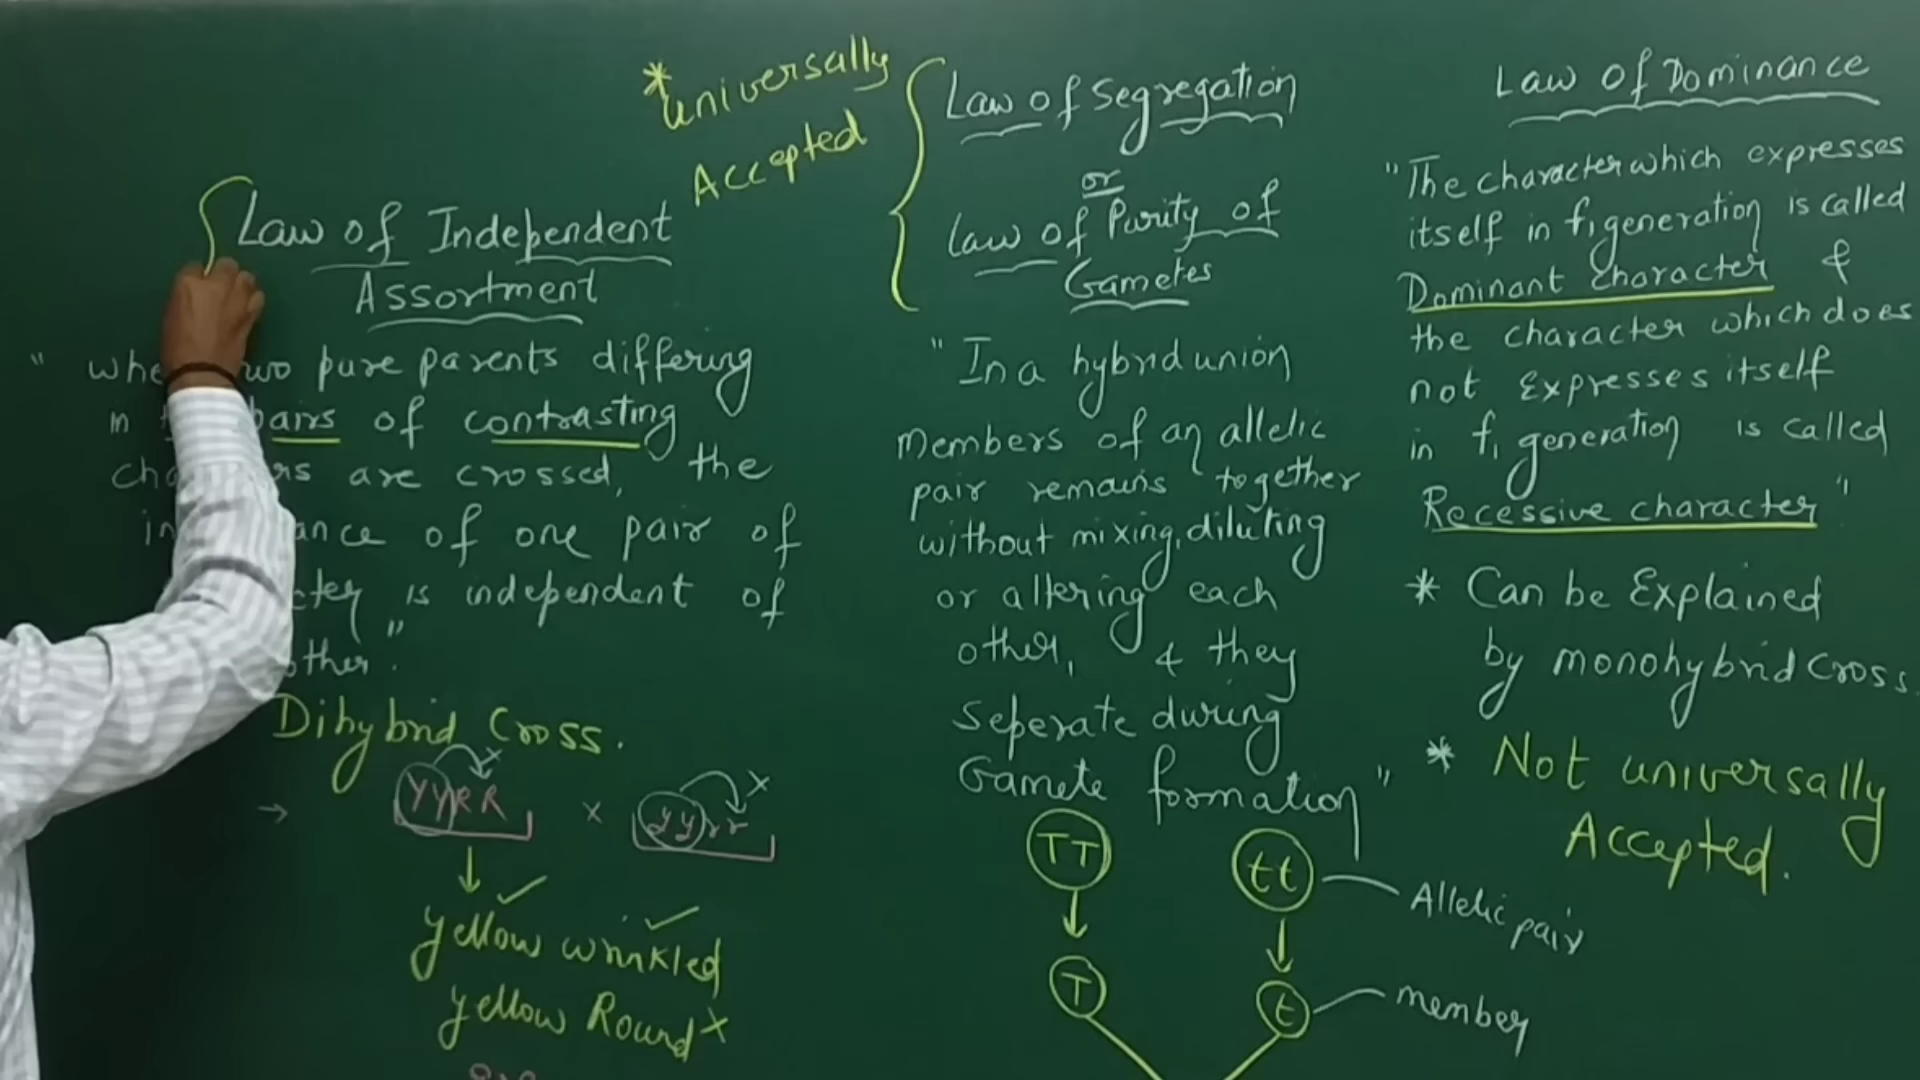 * universally
Accepted
Law of Independent
Assortment
" two pure parents differing
in pairs of contrasting
are crossed, the
of one pair of
is independent of
other".
Dihybrid Cross.
→ YYRR x yyrr
x x
yellow wrinkled
yellow Round x
Law of Segregation
or
Law of Purity of
Gametes
"In a hybrid union
members of an allelic
pair remains together
without mixing, diluting
or altering each
other, & they
Seperate during
Gamete formation"
TT tt Allelic pair
T t member
Law of Dominance
"The character which expresses
itself in f1 generation is called
Dominant Character &
the character which does
not Expresses itself
in f1 generation is called
Recessive character"
* Can be Explained
by monohybrid Cross.
* Not universally
Accepted.